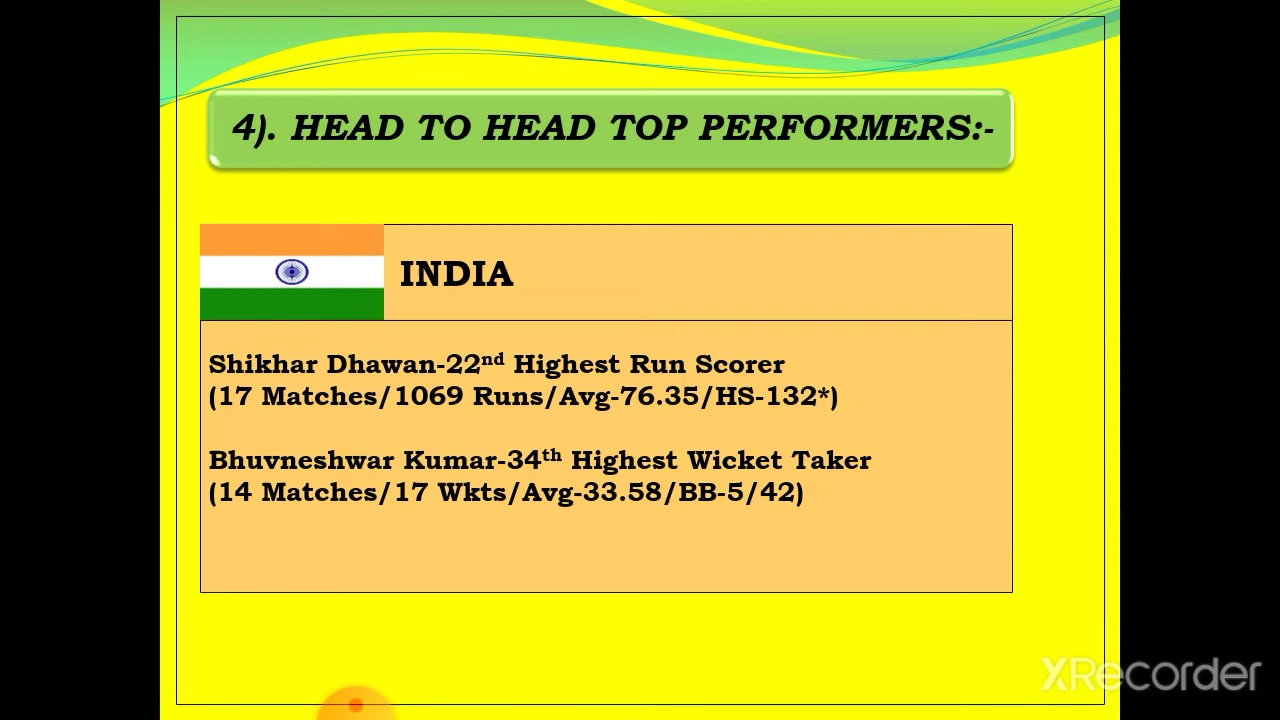 4). HEAD TO HEAD TOP PERFORMERS:-
INDIA
Shikhar Dhawan-22nd Highest Run Scorer
(17 Matches/1069 Runs/Avg-76.35/HS-132*)
Bhuvneshwar Kumar-34th Highest Wicket Taker
(14 Matches/17 Wkts/Avg-33.58/BB-5/42)
XRecorder